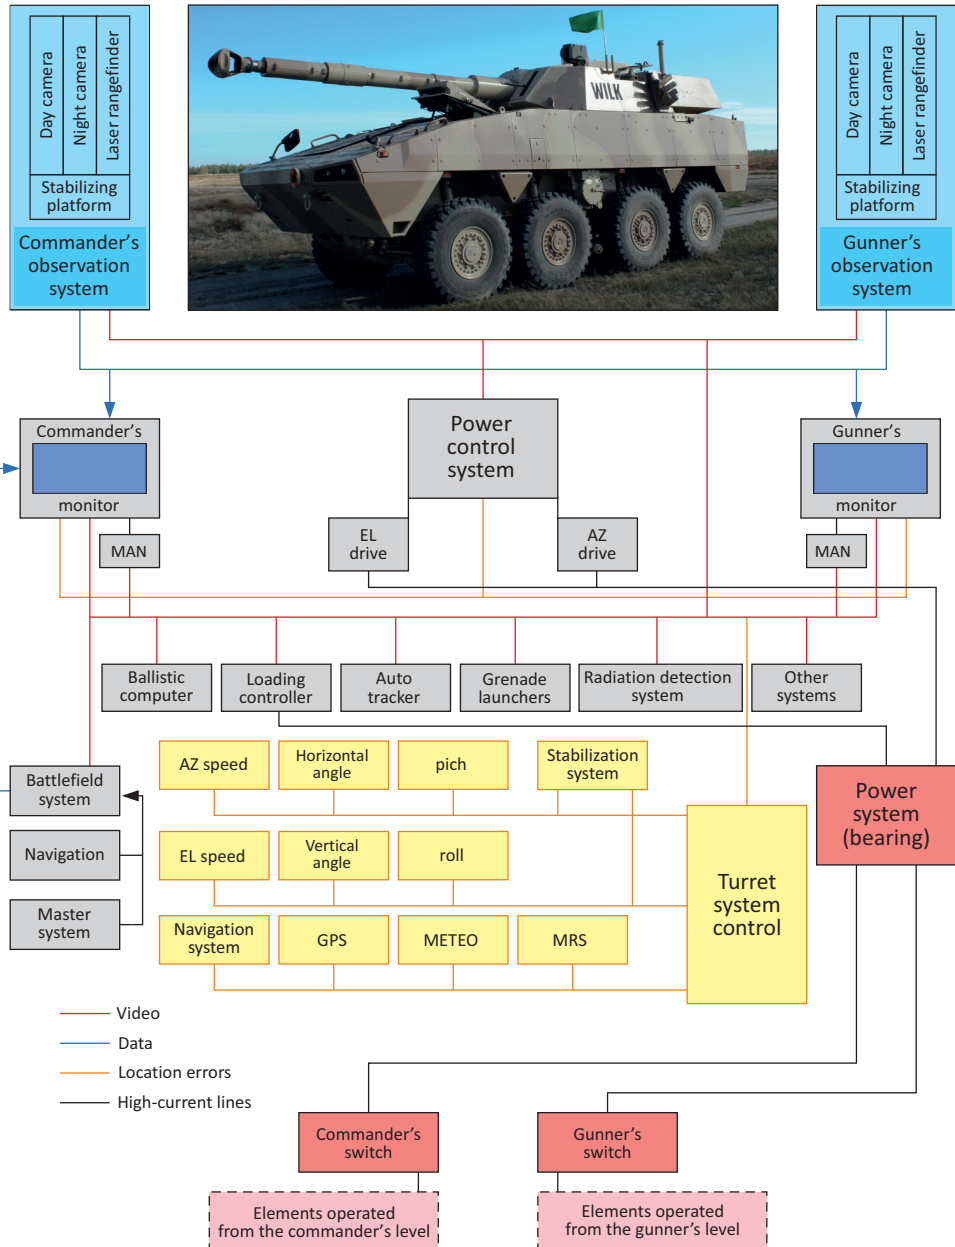 Day camera
Night camera
Laser rangefinder
Stabilizing
platform
Commander's
observation
system
WILK
Day camera
Night camera
Laser rangefinder
Stabilizing
platform
Gunner's
observation
system
Commander's
monitor
MAN
Power
control
system
EL
drive
AZ
drive
Gunner's
monitor
MAN
Ballistic
computer
Loading
controller
Auto
tracker
Grenade
launchers
Radiation detection
system
Other
systems
Battlefield
system
Navigation
Master
system
AZ speed
Horizontal
angle
pich
Stabilization
system
EL speed
Vertical
angle
roll
Navigation
system
GPS
METEO
MRS
Turret
system
control
Power
system
(bearing)
Video
Data
Location errors
High-current lines
Commander's
switch
Gunner's
switch
Elements operated
from the commander's level
Elements operated
from the gunner's level